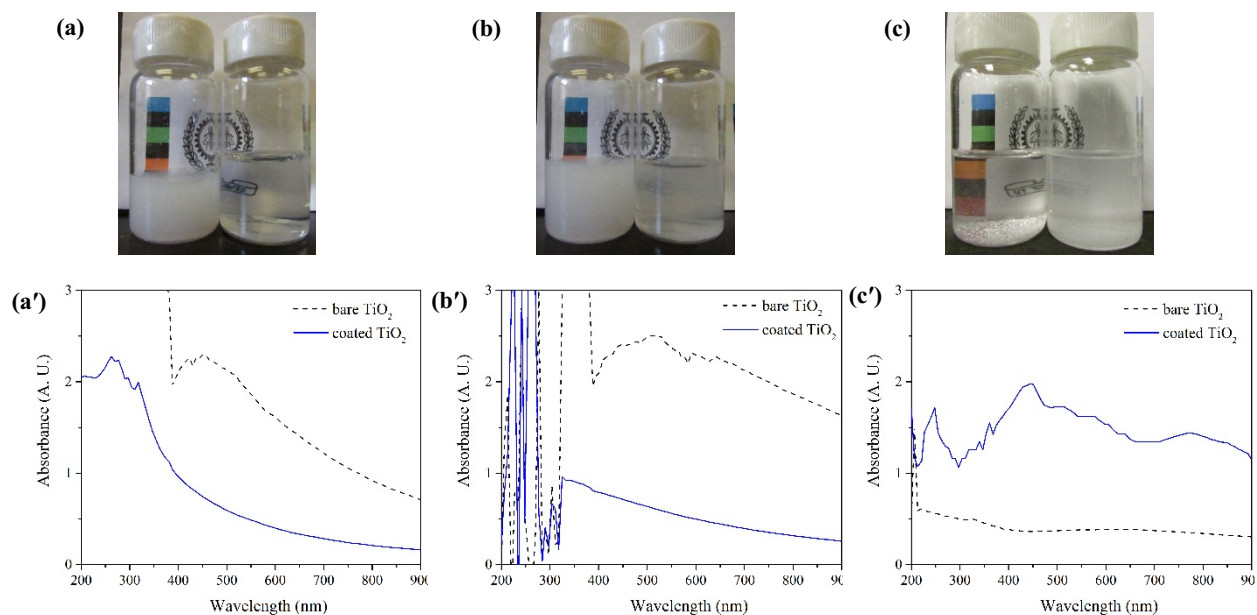 (a)
(b)
(c)
(a′)
3
2
1
0
Absorbance (A. U.)
bare TiO2
coated TiO2
200 300 400 500 600 700 800 900
Wavelength (nm)
(b′)
3
2
1
0
Absorbance (A. U.)
bare TiO2
coated TiO2
200 300 400 500 600 700 800 900
Wavelength (nm)
(c′)
3
2
1
0
Absorbance (A. U.)
bare TiO2
coated TiO2
200 300 400 500 600 700 800 900
Wavelength (nm)